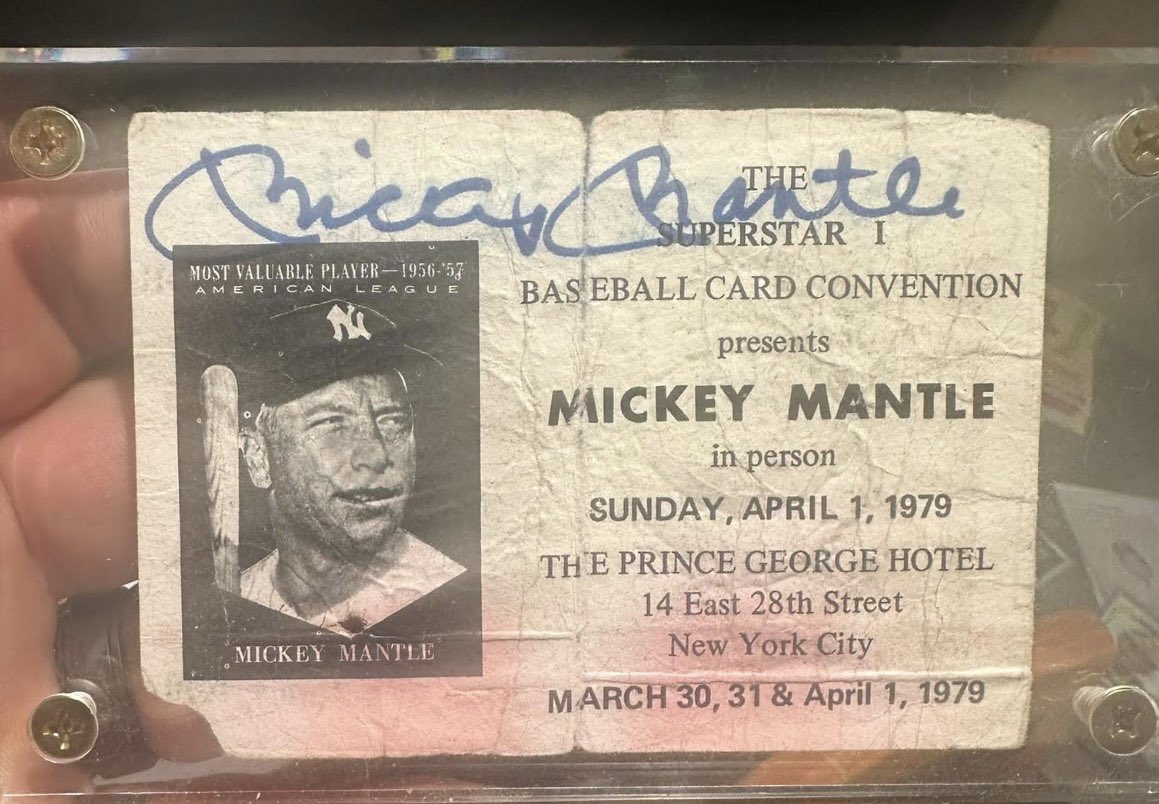 Mickey Mantle
MOST VALUABLE PLAYER—1956-'57
AMERICAN LEAGUE
NY
MICKEY MANTLE
THE
SUPERSTAR I
BASEBALL CARD CONVENTION
presents
MICKEY MANTLE
in person
SUNDAY, APRIL 1, 1979
THE PRINCE GEORGE HOTEL
14 East 28th Street
New York City
MARCH 30, 31 & April 1, 1979